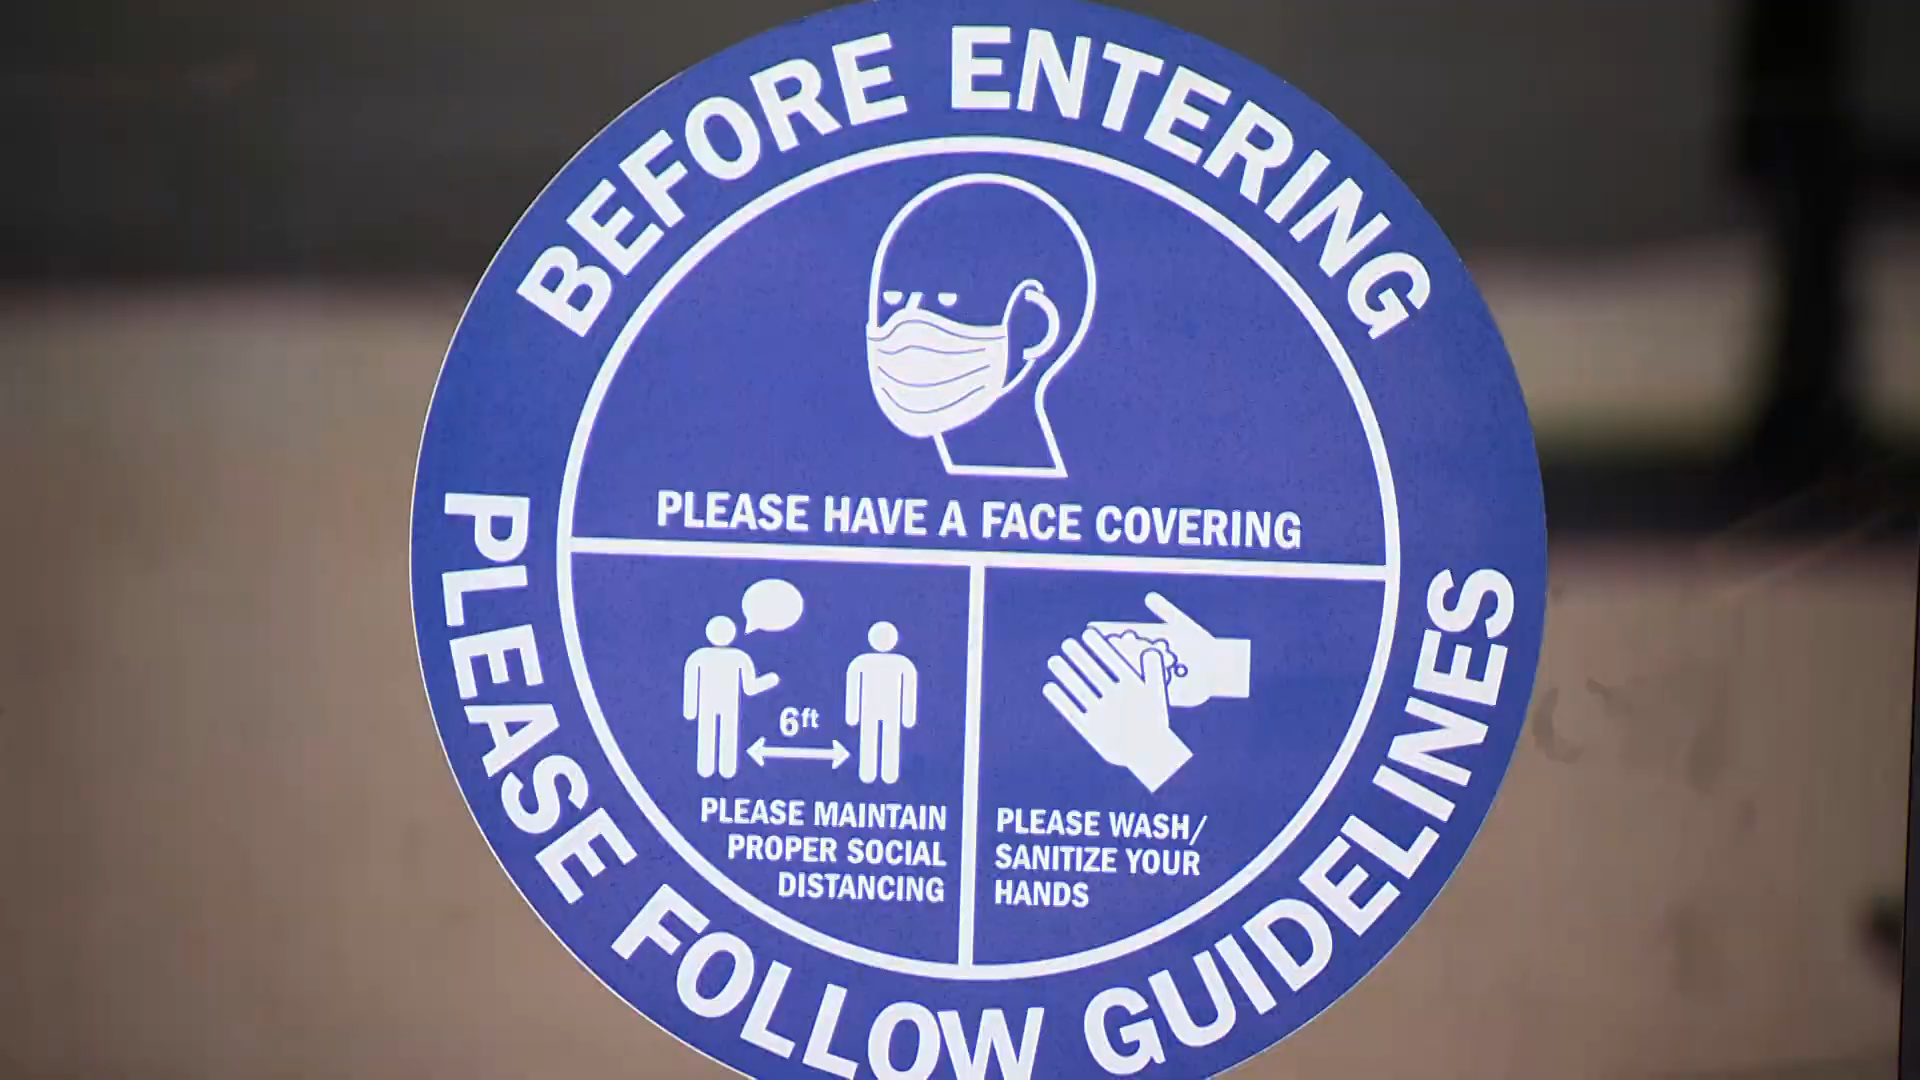 BEFORE ENTERING
PLEASE HAVE A FACE COVERING
6ft
PLEASE MAINTAIN
PROPER SOCIAL
DISTANCING
PLEASE WASH/
SANITIZE YOUR
HANDS
PLEASE FOLLOW GUIDELINES